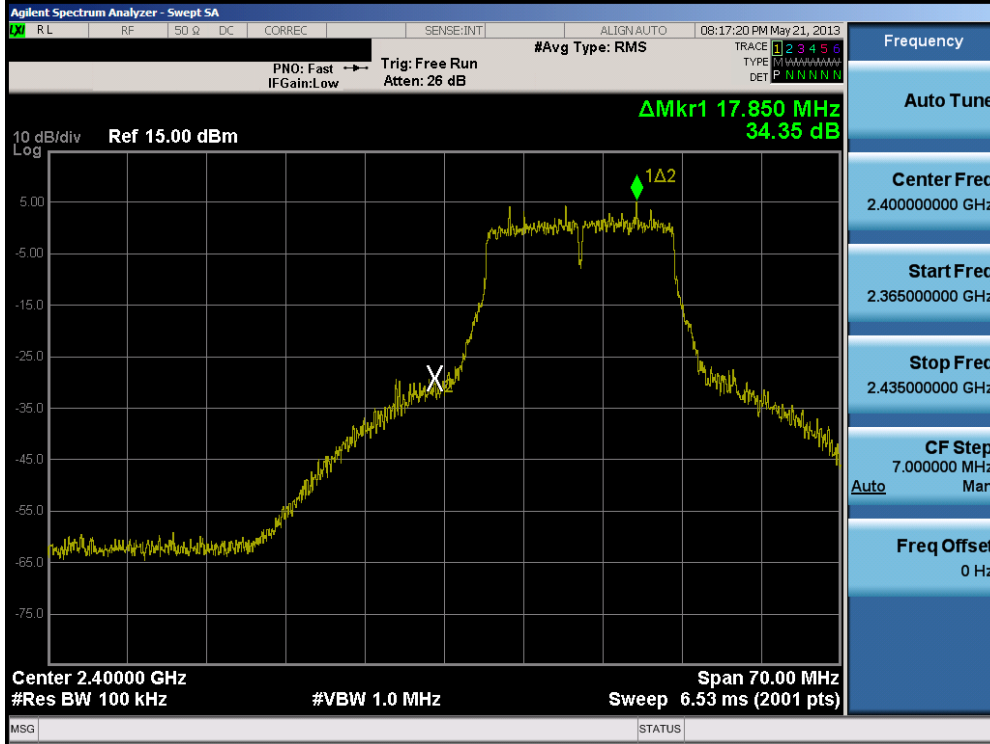 Agilent Spectrum Analyzer - Swept SA
LXI RL RF 50 Ω DC CORREC SENSE:INT ALIGN AUTO 08:17:20 PM May 21, 2013
#Avg Type: RMS
TRACE 1 2 3 4 5 6
TYPE M
DET P N N N N N
PNO: Fast
IFGain:Low
Trig: Free Run
Atten: 26 dB
ΔMkr1 17.850 MHz
34.35 dB
10 dB/div Ref 15.00 dBm
Log
1Δ2
5.00
-5.00
-15.0
-25.0
-35.0
-45.0
-55.0
-65.0
-75.0
X2
Center 2.40000 GHz Span 70.00 MHz
#Res BW 100 kHz #VBW 1.0 MHz Sweep 6.53 ms (2001 pts)
MSG STATUS
Frequency
Auto Tune
Center Freq
2.400000000 GHz
Start Freq
2.365000000 GHz
Stop Freq
2.435000000 GHz
CF Step
7.000000 MHz
Auto Man
Freq Offset
0 Hz